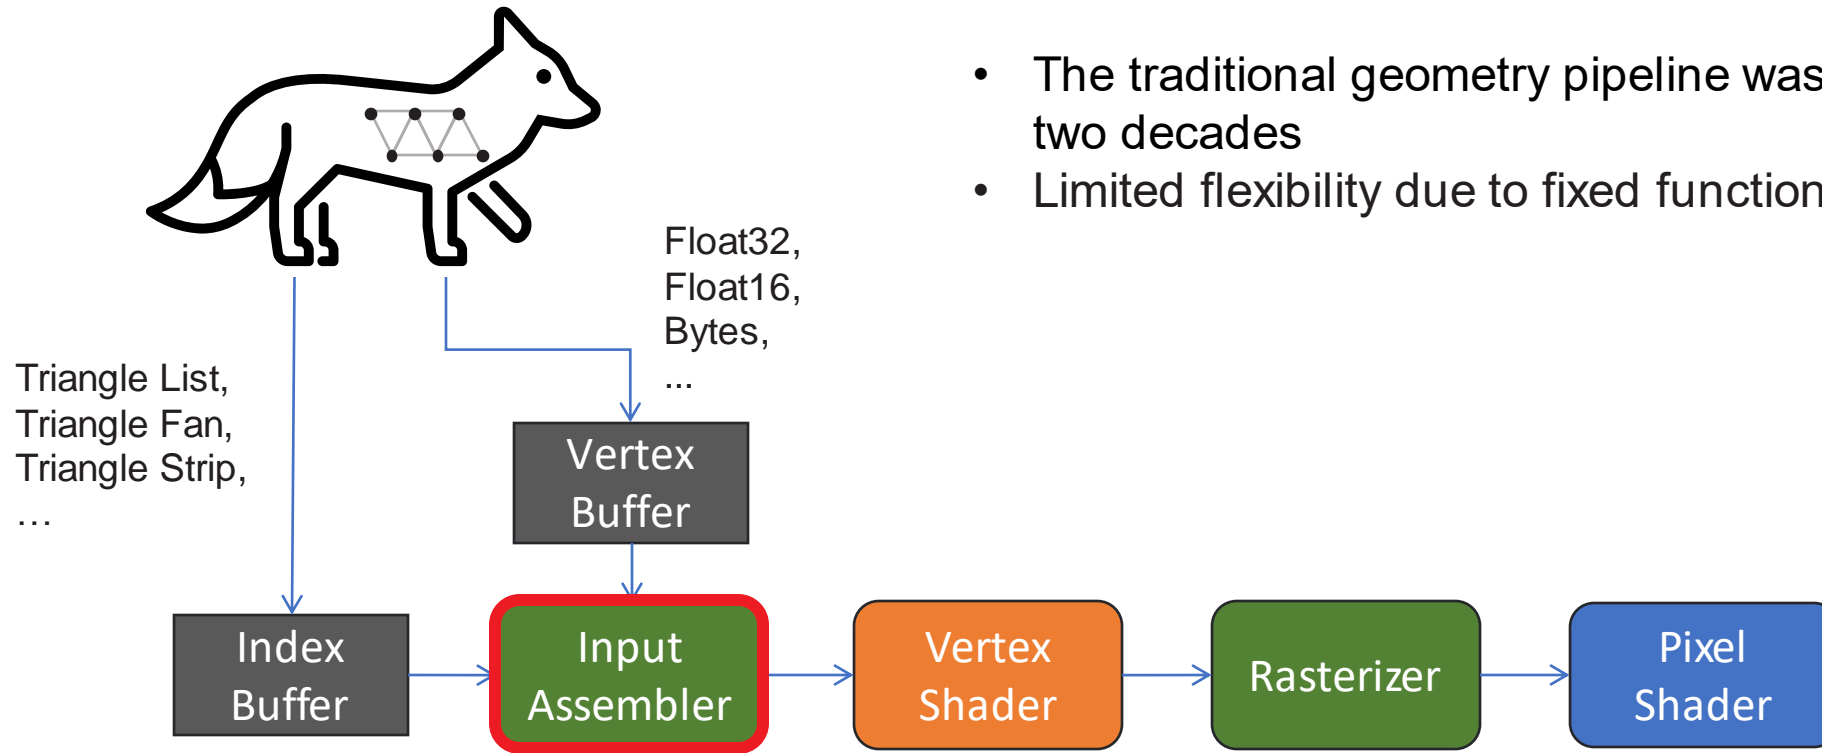 • The traditional geometry pipeline was
two decades
• Limited flexibility due to fixed function
Float32,
Float16,
Bytes,
...
Triangle List,
Triangle Fan,
Triangle Strip,
…
Vertex
Buffer
Index
Buffer
Input
Assembler
Vertex
Shader
Rasterizer
Pixel
Shader